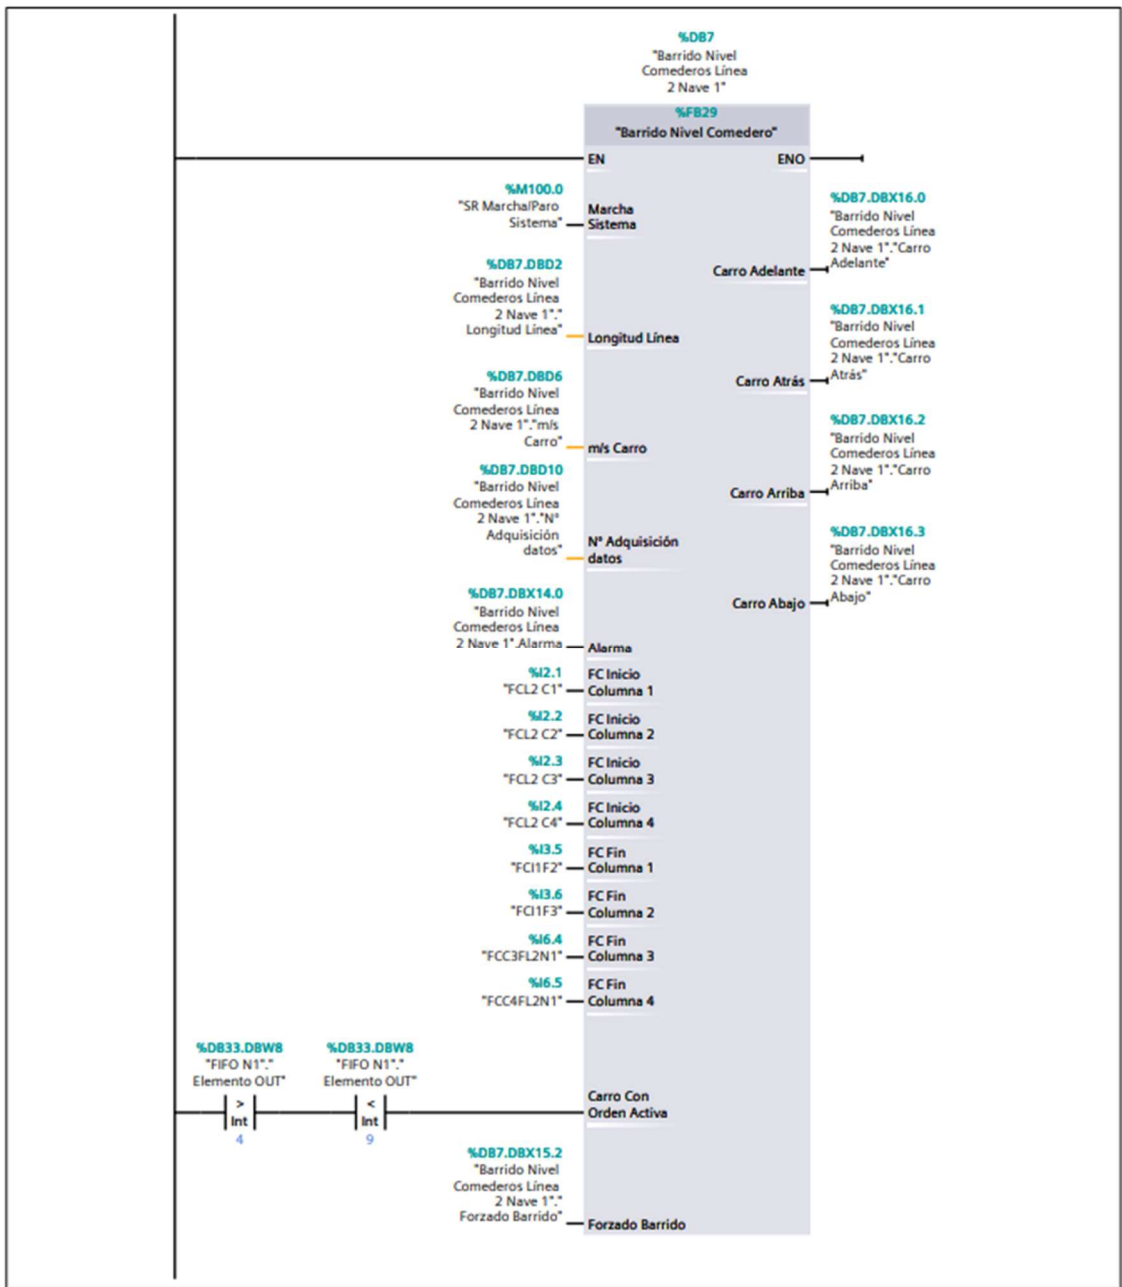 %DB7
"Barrido Nivel
Comederos Línea
2 Nave 1"
%FB29
"Barrido Nivel Comedero"
EN
ENO
%M100.0
"SR Marcha/Paro
Sistema"
Marcha
Sistema
%DB7.DBX16.0
"Barrido Nivel
Comederos Línea
2 Nave 1"."Carro
Adelante"
Carro Adelante
%DB7.DBD2
"Barrido Nivel
Comederos Línea
2 Nave 1"."
Longitud Línea"
Longitud Línea
%DB7.DBX16.1
"Barrido Nivel
Comederos Línea
2 Nave 1"."Carro
Atrás"
Carro Atrás
%DB7.DBD6
"Barrido Nivel
Comederos Línea
2 Nave 1"."m/s
Carro"
m/s Carro
%DB7.DBX16.2
"Barrido Nivel
Comederos Línea
2 Nave 1"."Carro
Arriba"
Carro Arriba
%DB7.DBD10
"Barrido Nivel
Comederos Línea
2 Nave 1"."Nº
Adquisición
datos"
Nº Adquisición
datos
%DB7.DBX16.3
"Barrido Nivel
Comederos Línea
2 Nave 1"."Carro
Abajo"
Carro Abajo
%DB7.DBX14.0
"Barrido Nivel
Comederos Línea
2 Nave 1".Alarma
Alarma
%I2.1
"FCL2 C1"
FC Inicio
Columna 1
%I2.2
"FCL2 C2"
FC Inicio
Columna 2
%I2.3
"FCL2 C3"
FC Inicio
Columna 3
%I2.4
"FCL2 C4"
FC Inicio
Columna 4
%I3.5
"FCI1F2"
FC Fin
Columna 1
%I3.6
"FCI1F3"
FC Fin
Columna 2
%I6.4
"FCC3FL2N1"
FC Fin
Columna 3
%I6.5
"FCC4FL2N1"
FC Fin
Columna 4
%DB33.DBW8
"FIFO N1"."
Elemento OUT"
>
Int
4
%DB33.DBW8
"FIFO N1"."
Elemento OUT"
<
Int
9
Carro Con
Orden Activa
%DB7.DBX15.2
"Barrido Nivel
Comederos Línea
2 Nave 1"."
Forzado Barrido"
Forzado Barrido